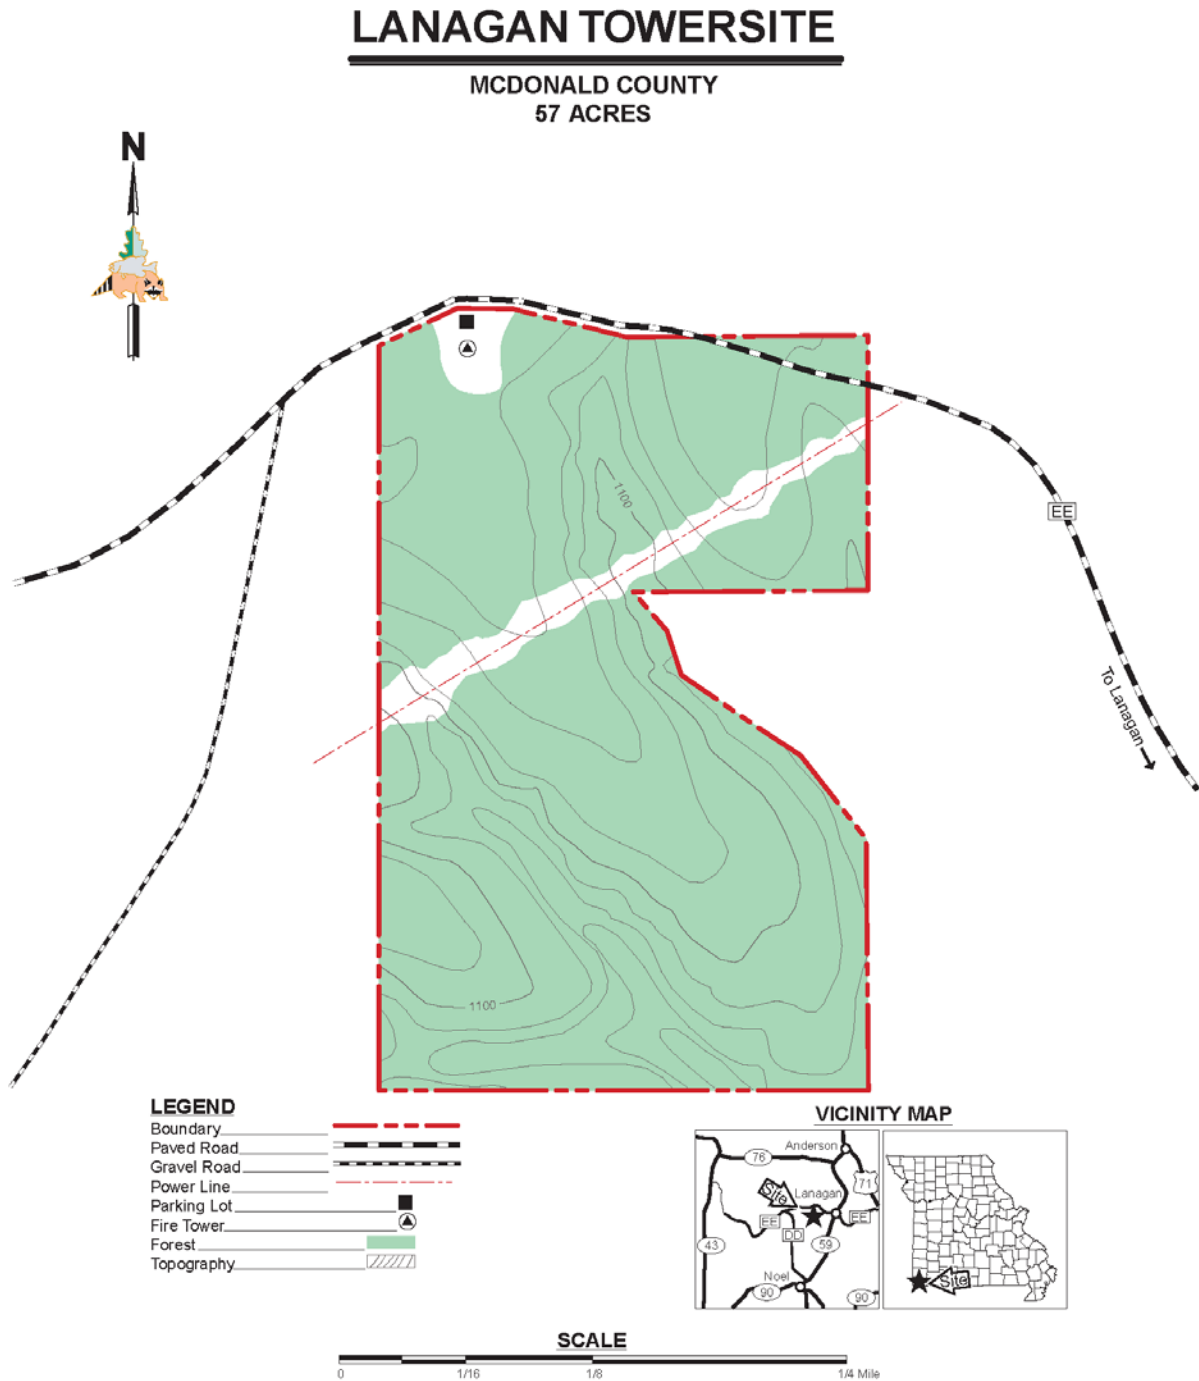 LANAGAN TOWERSITE
MCDONALD COUNTY
57 ACRES
N
1100
EE
To Lanagan
1100
LEGEND
Boundary
Paved Road
Gravel Road
Power Line
Parking Lot
Fire Tower
Forest
Topography
VICINITY MAP
Anderson
76
71
Site
Lanagan
EE
EE
DD
43
59
Noel
90
90
Site
SCALE
0 1/16 1/8 1/4 Mile